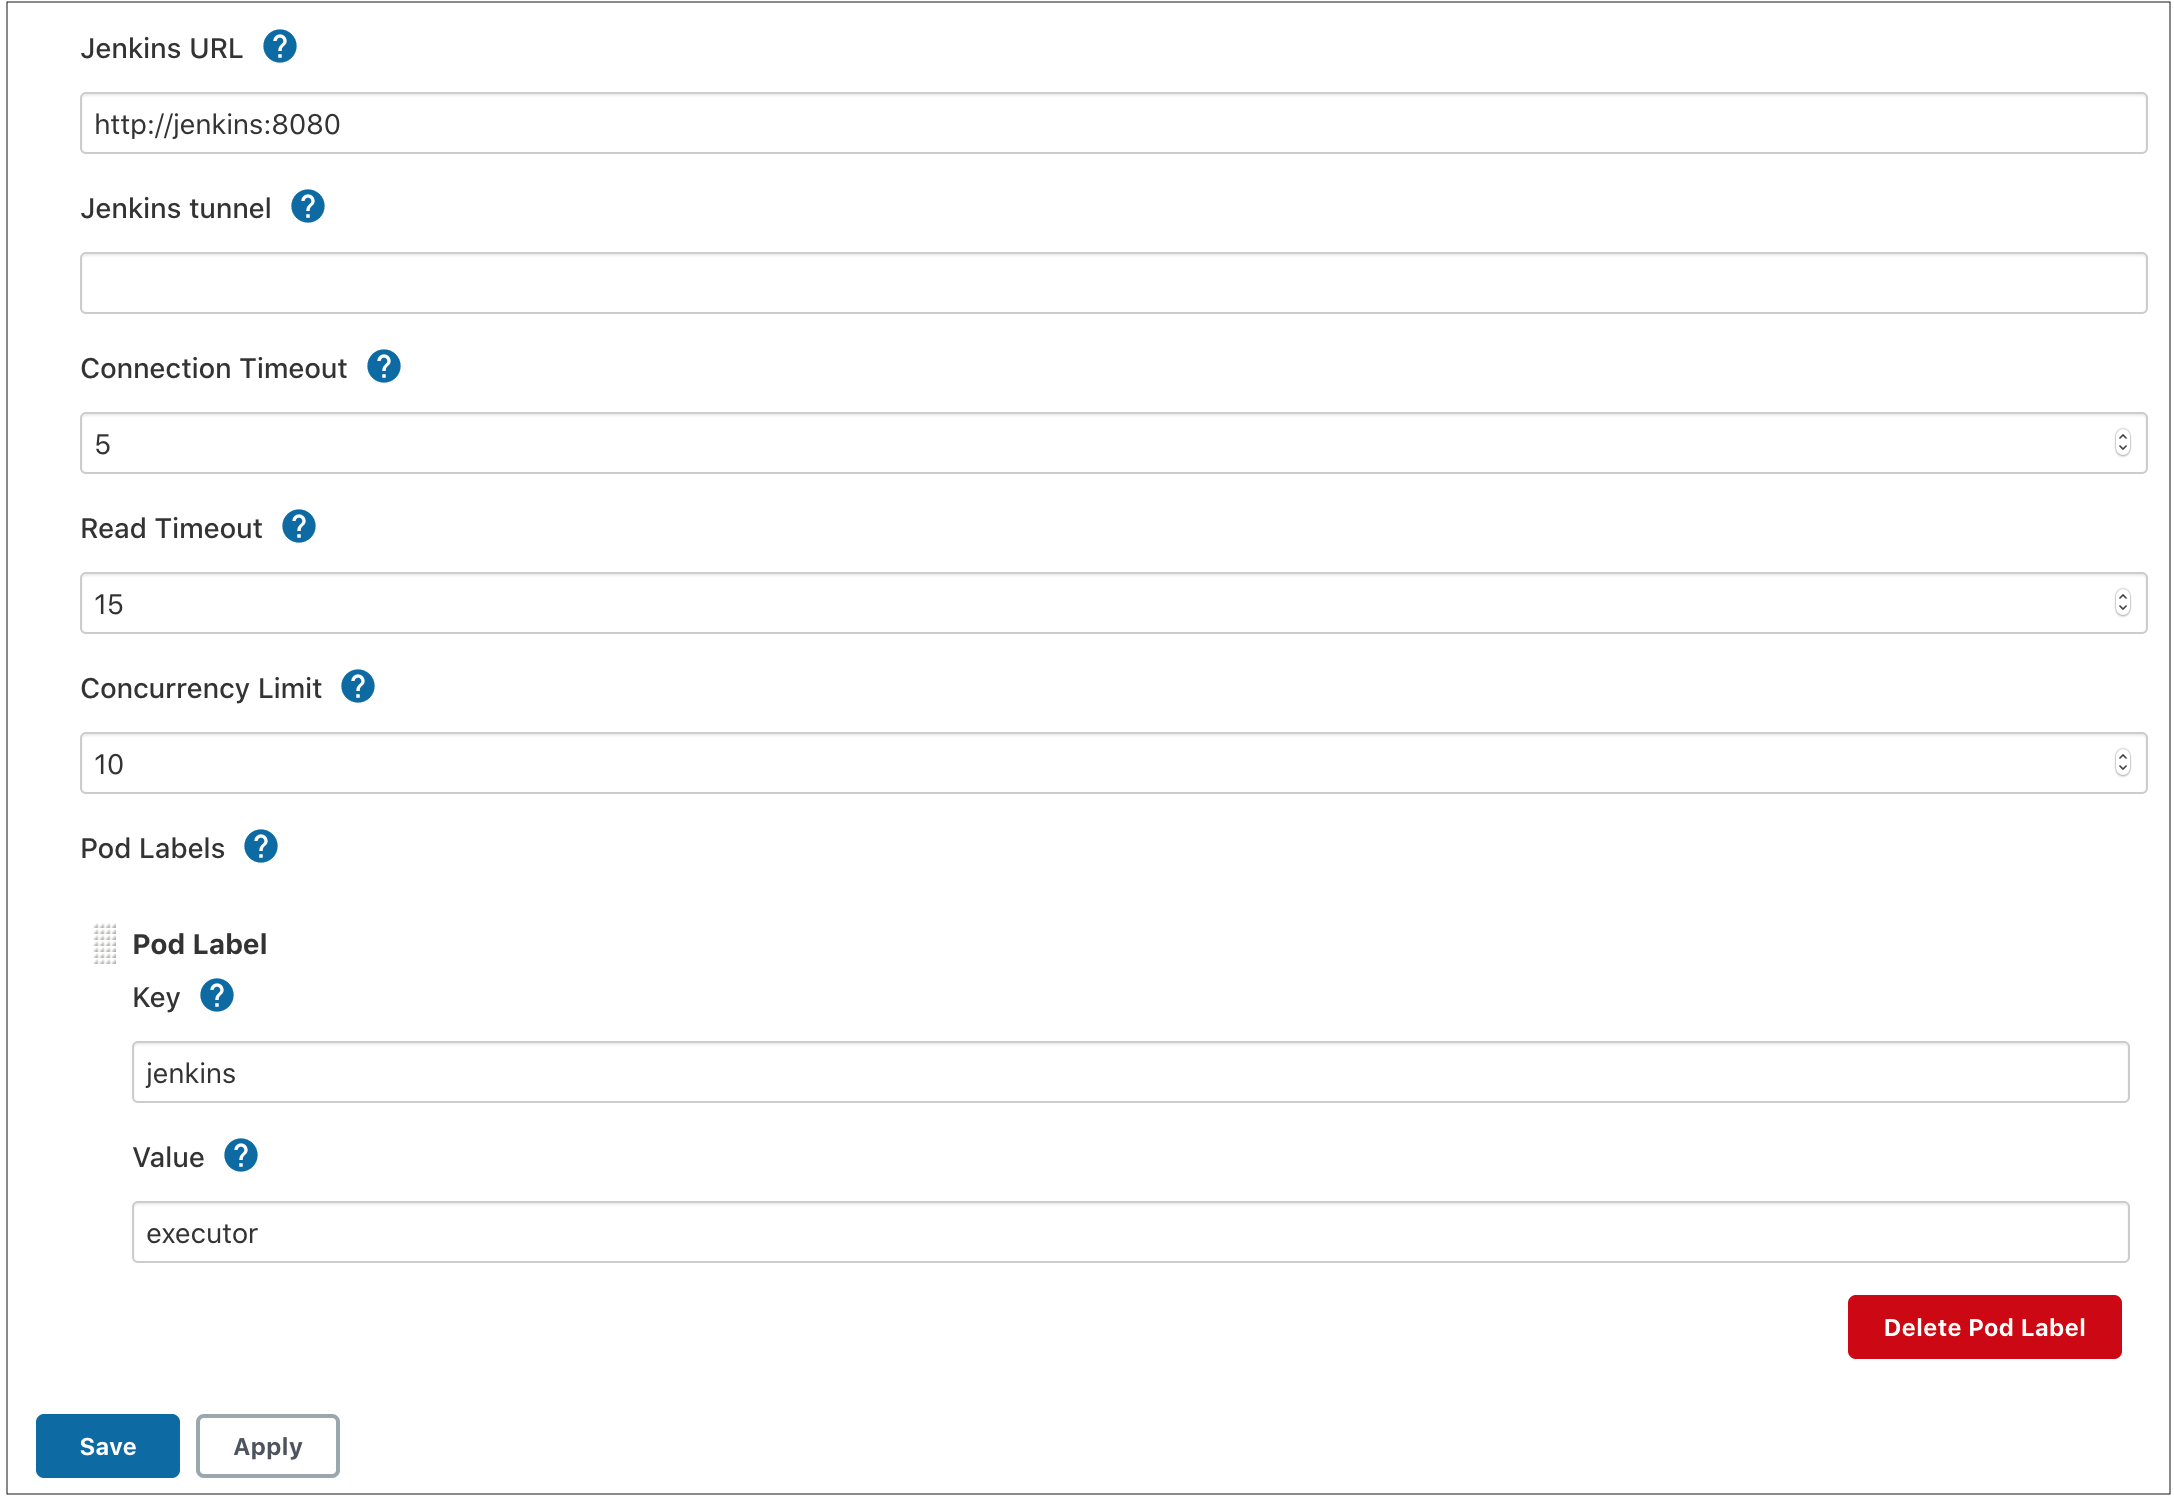 Jenkins URL ?
http://jenkins:8080
Jenkins tunnel ?
Connection Timeout ?
5
Read Timeout ?
15
Concurrency Limit ?
10
Pod Labels ?
Pod Label
Key ?
jenkins
Value ?
executor
Delete Pod Label
Save Apply